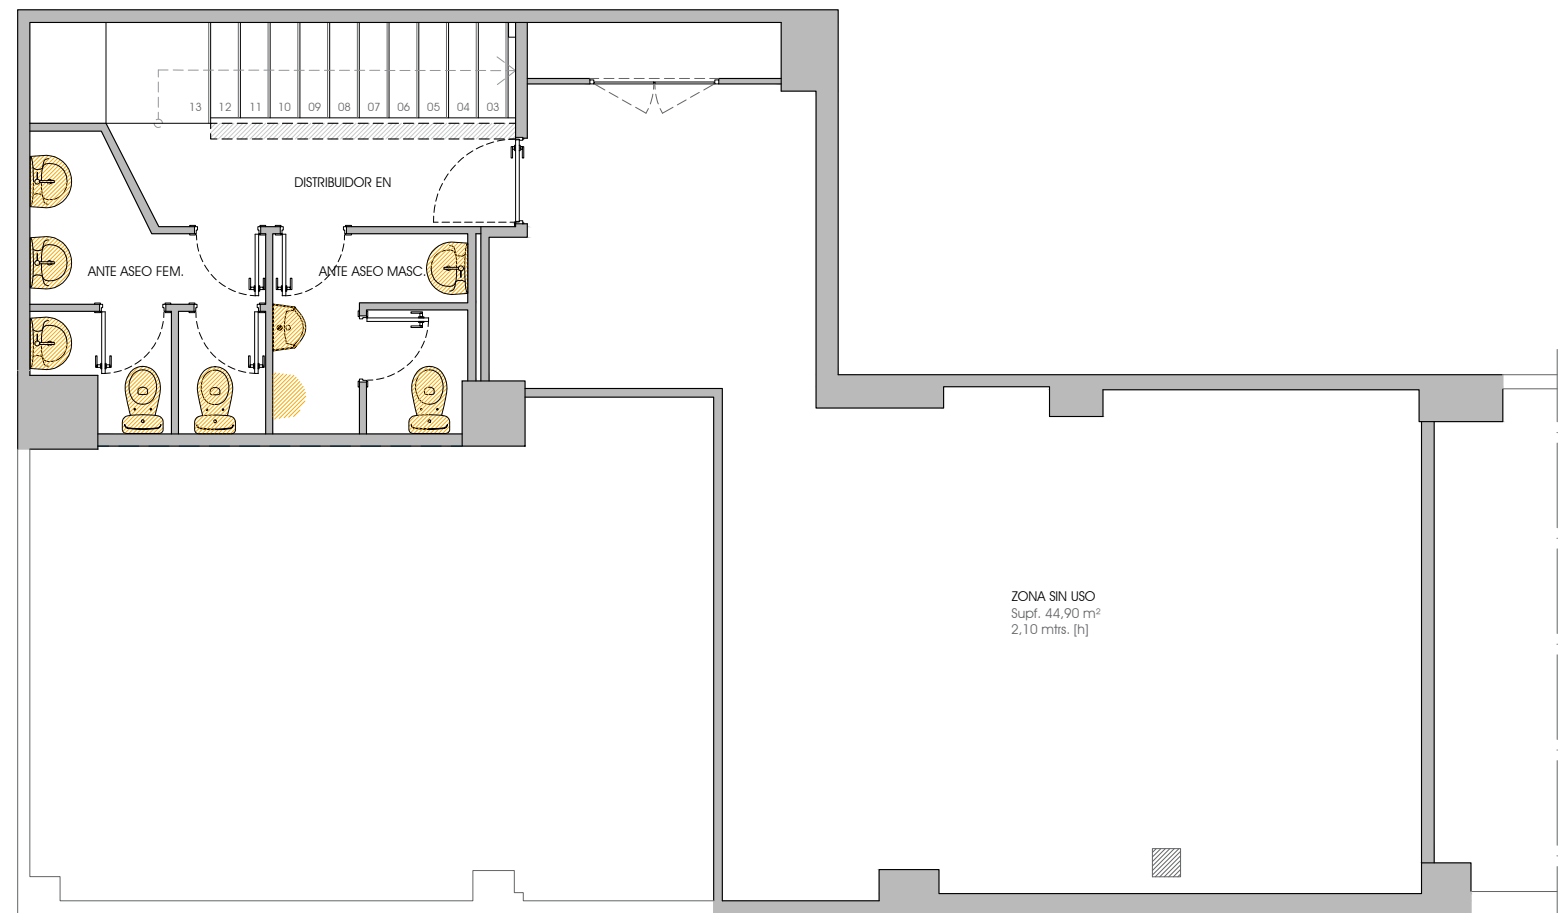 13 12 11 10 09 08 07 06 05 04 03
DISTRIBUIDOR EN
ANTE ASEO FEM.
ANTE ASEO MASC.
ZONA SIN USO
Supf. 44,90 m²
2,10 mtrs. [h]